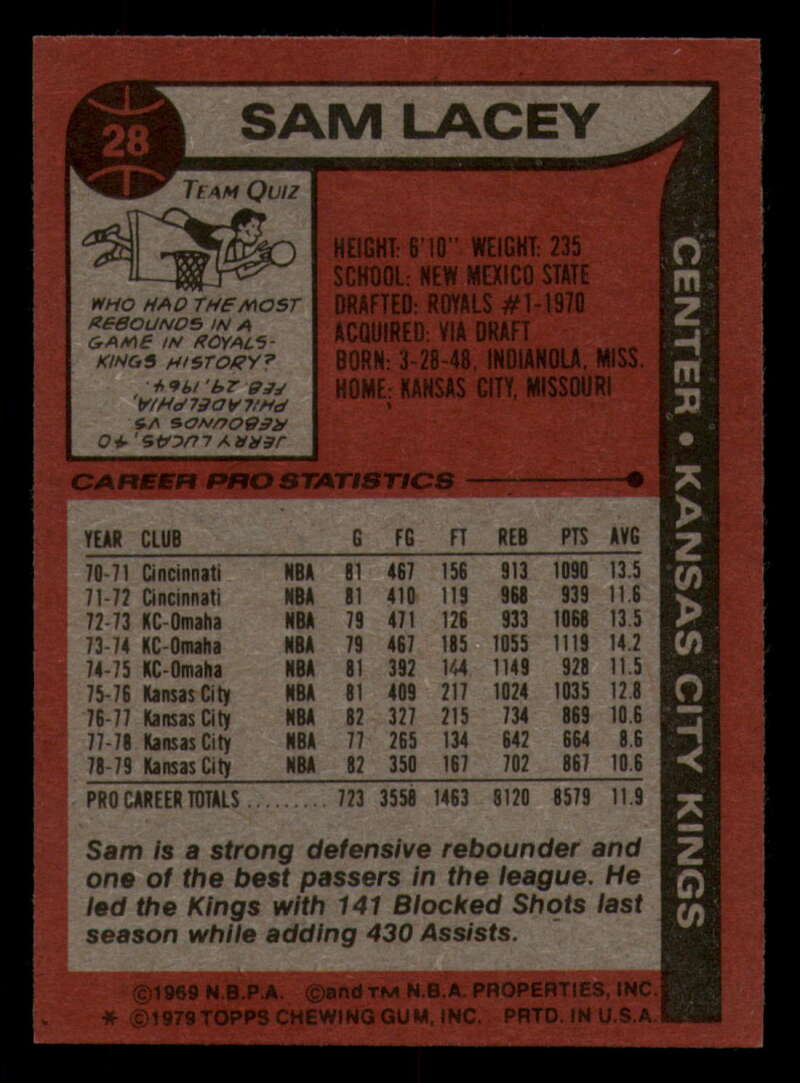 28
SAM LACEY
TEAM QUIZ
WHO HAD THE MOST
REBOUNDS IN A
GAME IN ROYALS-
KINGS HISTORY?
JERRY LUCAS, 40
REBOUNDS VS.
PHILADELPHIA,
FEB. 29, 1964.
HEIGHT: 6'10" WEIGHT: 235
SCHOOL: NEW MEXICO STATE
DRAFTED: ROYALS #1-1970
ACQUIRED: VIA DRAFT
BORN: 3-28-48, INDIANOLA, MISS.
HOME: KANSAS CITY, MISSOURI
CENTER • KANSAS CITY KINGS
CAREER PRO STATISTICS
YEAR CLUB G FG FT REB PTS AVG
70-71 Cincinnati NBA 81 467 156 913 1090 13.5
71-72 Cincinnati NBA 81 410 119 968 939 11.6
72-73 KC-Omaha NBA 79 471 126 933 1068 13.5
73-74 KC-Omaha NBA 79 467 185 1055 1119 14.2
74-75 KC-Omaha NBA 81 392 144 1149 928 11.5
75-76 Kansas City NBA 81 409 217 1024 1035 12.8
76-77 Kansas City NBA 82 327 215 734 869 10.6
77-78 Kansas City NBA 77 265 134 642 664 8.6
78-79 Kansas City NBA 82 350 167 702 867 10.6
PRO CAREER TOTALS ......... 723 3558 1463 8120 8579 11.9
Sam is a strong defensive rebounder and
one of the best passers in the league. He
led the Kings with 141 Blocked Shots last
season while adding 430 Assists.
©1969 N.B.P.A. ©and TM N.B.A. PROPERTIES, INC.
* ©1979 TOPPS CHEWING GUM, INC. PRTD. IN U.S.A.